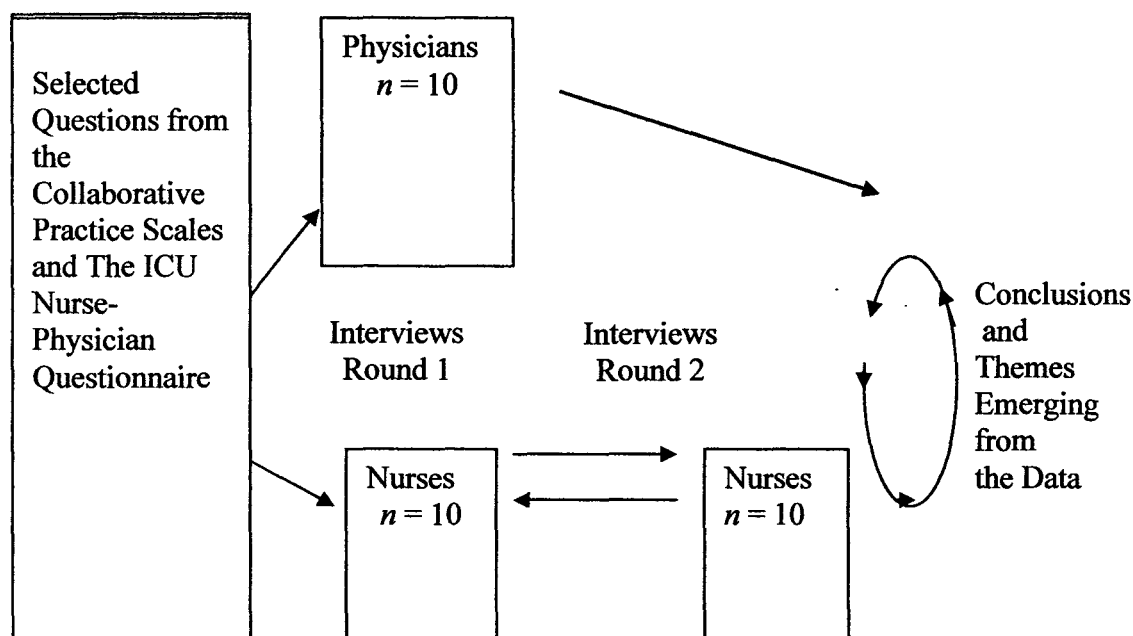 Selected
Questions from
the
Collaborative
Practice Scales
and The ICU
Nurse-
Physician
Questionnaire
Physicians
n = 10
Interviews
Round 1
Interviews
Round 2
Nurses
n = 10
Nurses
n = 10
Conclusions
and
Themes
Emerging
from
the Data